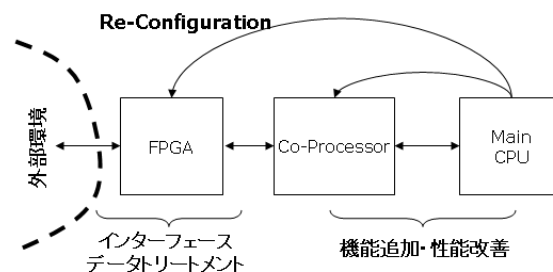 Re-Configuration
外部環境
FPGA
Co-Processor
Main
CPU
インターフェース
データトリートメント
機能追加・性能改善